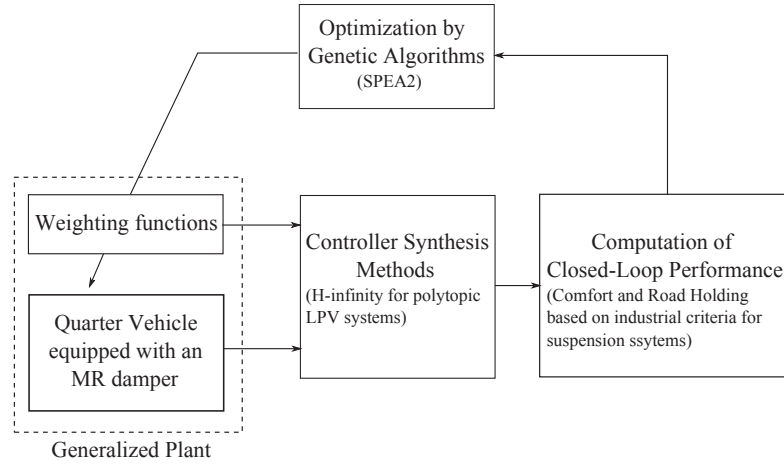 Optimization by
Genetic Algorithms
(SPEA2)
Weighting functions
Quarter Vehicle
equipped with an
MR damper
Generalized Plant
Controller Synthesis
Methods
(H-infinity for polytopic
LPV systems)
Computation of
Closed-Loop Performance
(Comfort and Road Holding
based on industrial criteria for
suspension ssytems)